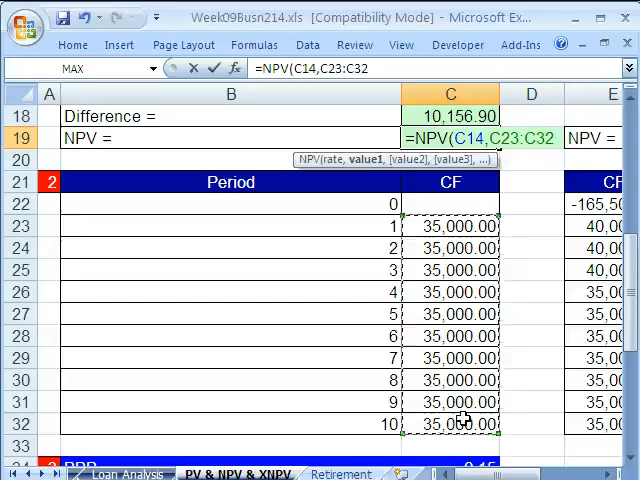 Week09Busn214.xls [Compatibility Mode] - Microsoft Ex...
Home Insert Page Layout Formulas Data Review View Developer Add-Ins
MAX fx =NPV(C14,C23:C32
A B C D E
18 Difference = 10,156.90
19 NPV = =NPV(C14,C23:C32 NPV =
20 NPV(rate, value1, [value2], [value3], ...)
21 2 Period CF CF
22 0 -165,50
23 1 35,000.00 40,00
24 2 35,000.00 40,00
25 3 35,000.00 40,00
26 4 35,000.00 35,00
27 5 35,000.00 35,00
28 6 35,000.00 35,00
29 7 35,000.00 35,00
30 8 35,000.00 35,00
31 9 35,000.00 35,00
32 10 35,000.00 35,00
33
34 3 RRR 0.15
Loan Analysis PV & NPV & XNPV Retirement